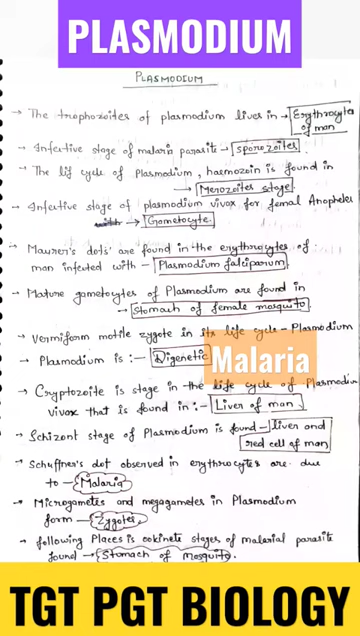 PLASMODIUM
PLASMODIUM
→ The trophozoites of plasmodium lives in → Erythrocyte
of man
→ Infective stage of malaria parasite → sporozoites.
→ The lif cycle of Plasmodium, haemozoin is found in
→ Merozoites stage
→ Infective stage of plasmodium vivox for femal Anopheles
→ Gametocyte.
→ Maurer's dots' are found in the erythrocytes of
man infected with - Plasmodium falciparum
→ Mature gametocytes of Plasmodium are found in
→ Stomach of female mosquito
→ Vermiform motile zygote in its life cycle - Plasmodium
→ Plasmodium is :- Digenetic
Malaria
→ Cryptozoite is stage in the life cycle of Plasmodiu
vivox that is found in :- Liver of man.
→ Schizont stage of Plasmodium is found - liver and
red cell of man
→ Schuffner's dot observed in erythrocytes are due
to - Malaria
→ Microgametes and megagametes in Plasmodium
form - Zygotes
→ following Places is ookinete stages of malarial parasite
found → Stomach of mosquito.
TGT PGT BIOLOGY